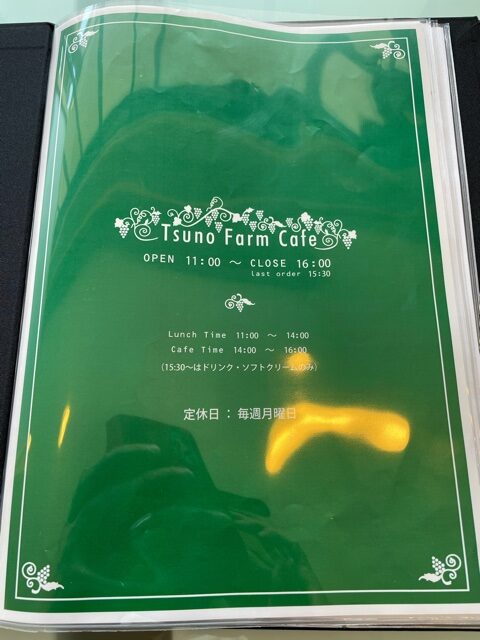 Tsuno Farm Cafe
OPEN 11:00 ～ CLOSE 16:00
last order 15:30
Lunch Time 11:00 ～ 14:00
Cafe Time 14:00 ～ 16:00
(15:30～はドリンク・ソフトクリームのみ)
定休日 : 毎週月曜日